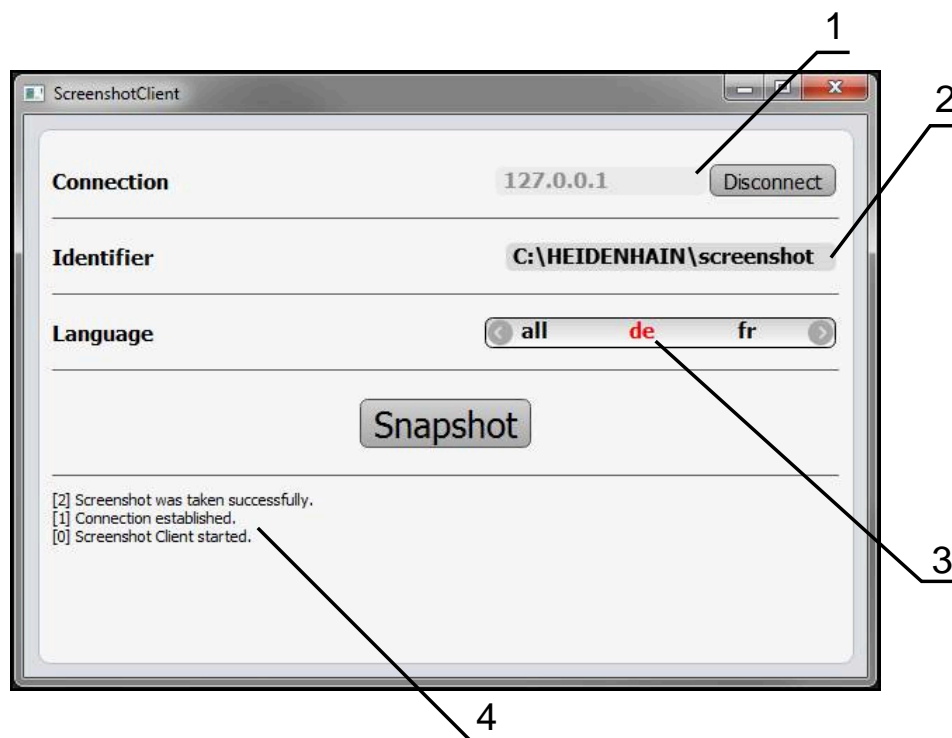 1
ScreenshotClient
2
Connection 127.0.0.1 Disconnect
Identifier C:\HEIDENHAIN\screenshot
Language all de fr
Snapshot
[2] Screenshot was taken successfully.
[1] Connection established.
[0] Screenshot Client started.
3
4